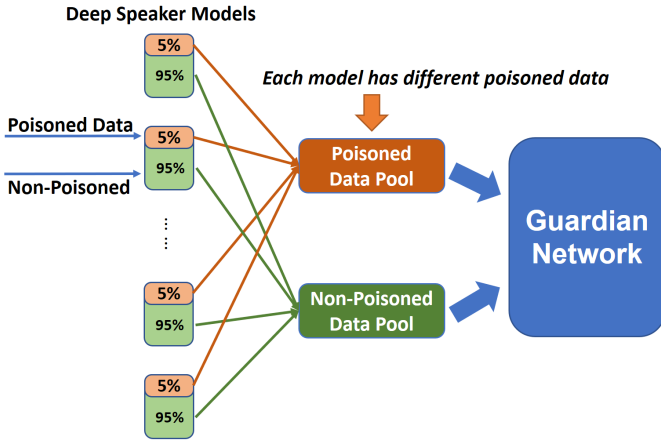 Deep Speaker Models
5%
95%
Each model has different poisoned data
Poisoned Data
5%
95%
Non-Poisoned
Poisoned
Data Pool
Guardian
Network
5%
95%
Non-Poisoned
Data Pool
5%
95%